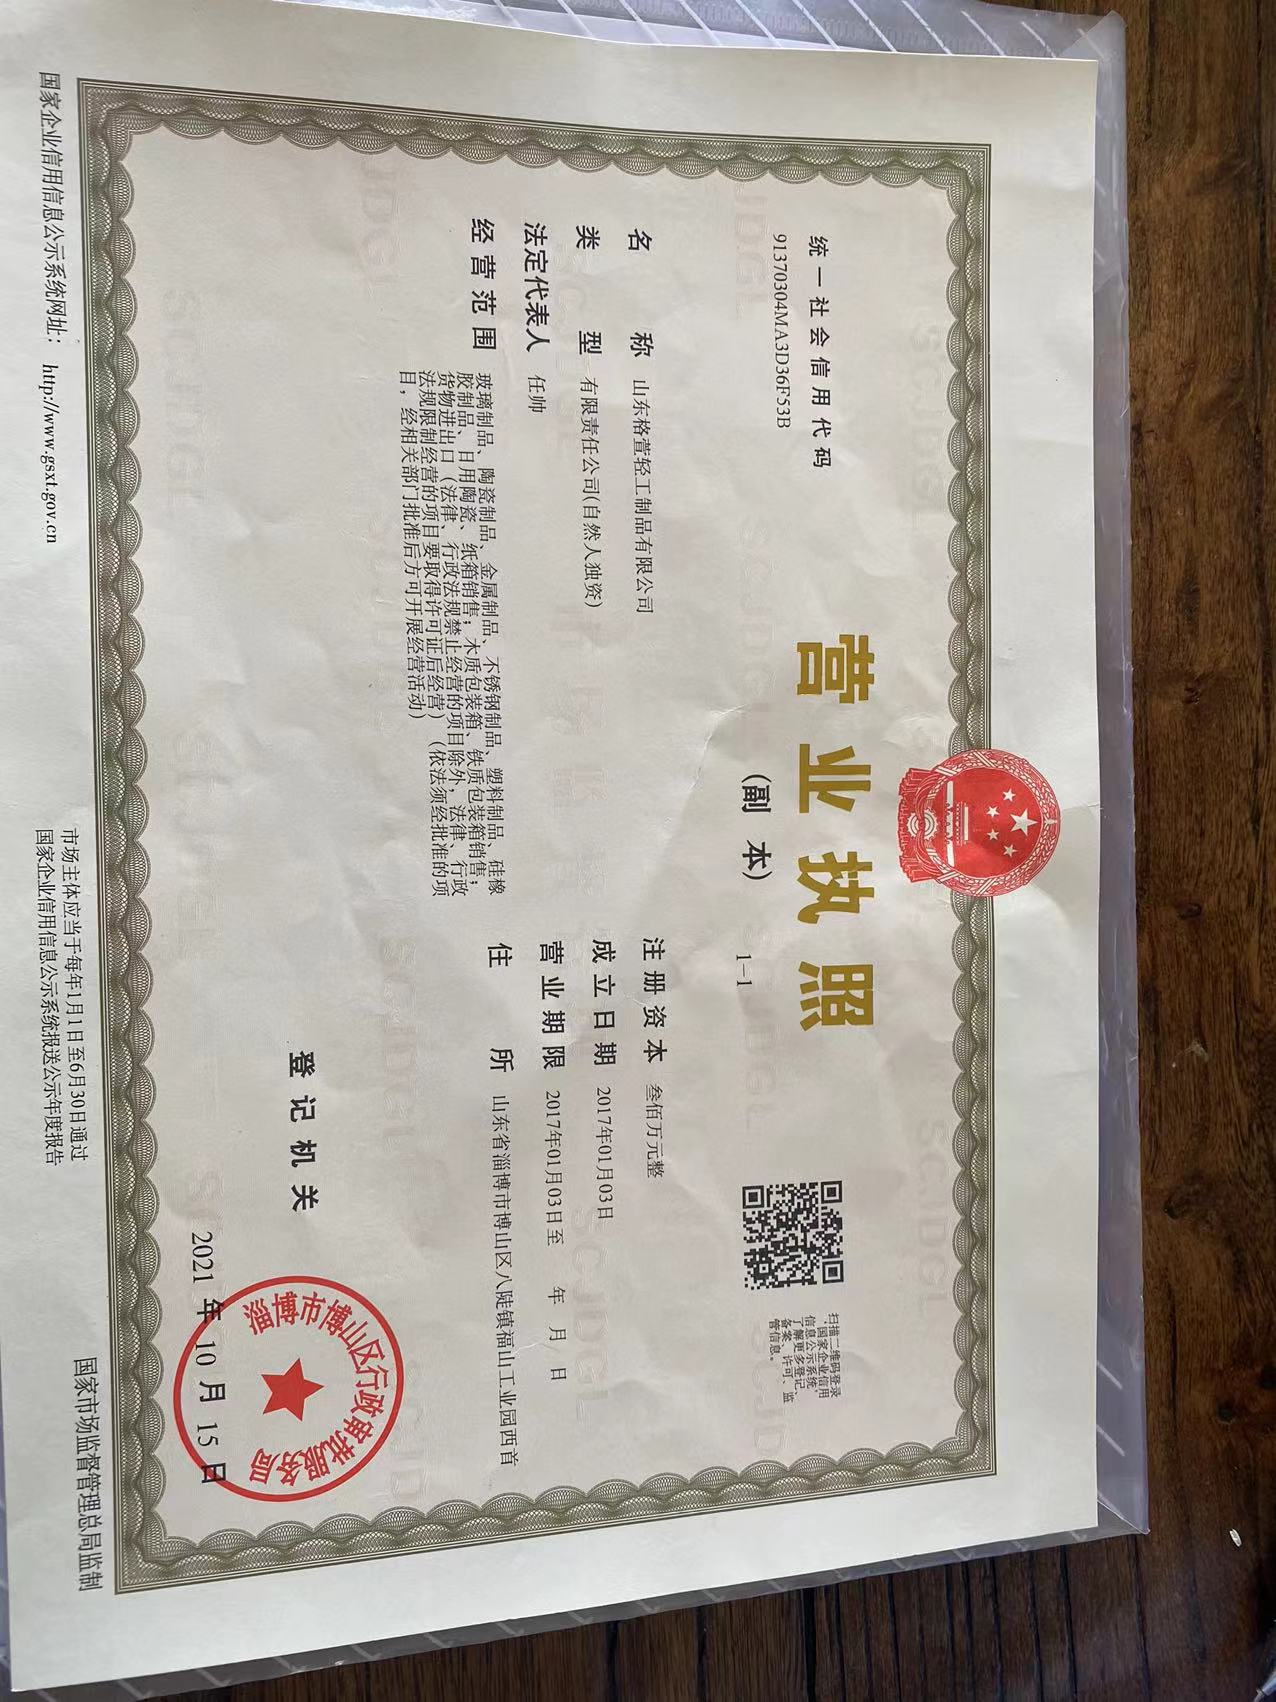 统一社会信用代码
91370304MA3D36F53B
营业执照
(副本)
1-1
扫描二维码登录
'国家企业信用
信息公示系统'
了解更多登记、
备案、许可、监
管信息。
名称 山东格萱轻工制品有限公司
类型 有限责任公司(自然人独资)
法定代表人 任帅
经营范围 玻璃制品、陶瓷制品、金属制品、不锈钢制品、塑料制品、硅橡
胶制品、日用陶瓷、纸箱销售；木质包装箱、铁质包装箱销售；
货物进出口（法律、行政法规禁止经营的项目除外，法律、行政
法规限制经营的项目要取得许可证后经营）（依法须经批准的项
目，经相关部门批准后方可开展经营活动）
注册资本 叁佰万元整
成立日期 2017年01月03日
营业期限 2017年01月03日至 年 月 日
住所 山东省淄博市博山区八陡镇福山工业园西首
登记机关
淄博市博山区行政审批服务局
2021年10月15日
国家企业信用信息公示系统网址： http://www.gsxt.gov.cn
市场主体应当于每年1月1日至6月30日通过
国家企业信用信息公示系统报送公示年度报告
国家市场监督管理总局监制